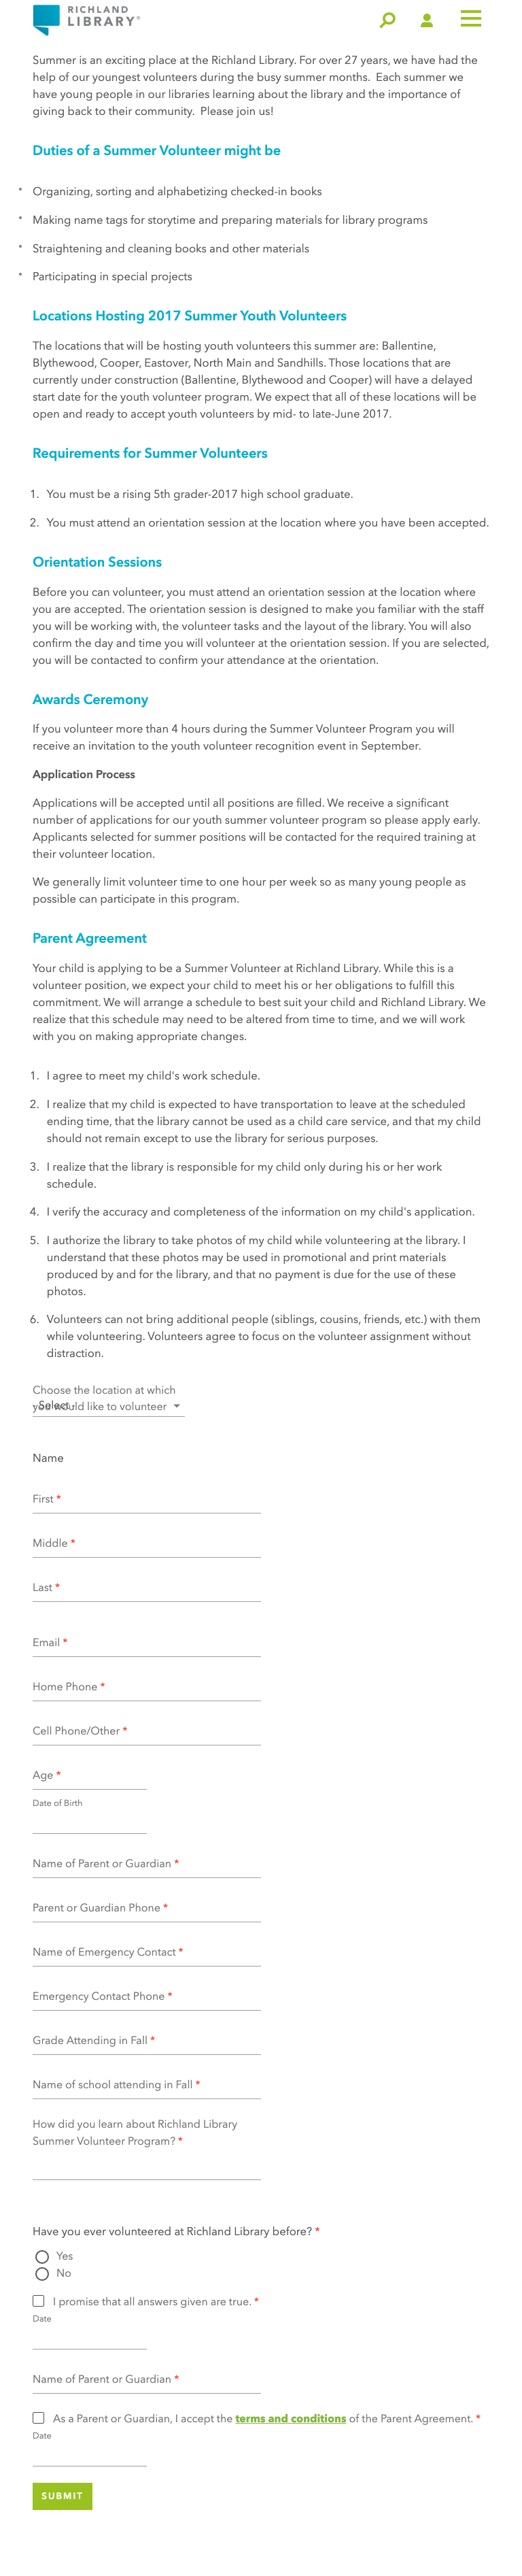 RICHLAND
LIBRARY®
Summer is an exciting place at the Richland Library. For over 27 years, we have had the
help of our youngest volunteers during the busy summer months.  Each summer we
have young people in our libraries learning about the library and the importance of
giving back to their community.  Please join us!
Duties of a Summer Volunteer might be
* Organizing, sorting and alphabetizing checked-in books
* Making name tags for storytime and preparing materials for library programs
* Straightening and cleaning books and other materials
* Participating in special projects
Locations Hosting 2017 Summer Youth Volunteers
The locations that will be hosting youth volunteers this summer are: Ballentine,
Blythewood, Cooper, Eastover, North Main and Sandhills. Those locations that are
currently under construction (Ballentine, Blythewood and Cooper) will have a delayed
start date for the youth volunteer program. We expect that all of these locations will be
open and ready to accept youth volunteers by mid- to late-June 2017.
Requirements for Summer Volunteers
1. You must be a rising 5th grader-2017 high school graduate.
2. You must attend an orientation session at the location where you have been accepted.
Orientation Sessions
Before you can volunteer, you must attend an orientation session at the location where
you are accepted. The orientation session is designed to make you familiar with the staff
you will be working with, the volunteer tasks and the layout of the library. You will also
confirm the day and time you will volunteer at the orientation session. If you are selected,
you will be contacted to confirm your attendance at the orientation.
Awards Ceremony
If you volunteer more than 4 hours during the Summer Volunteer Program you will
receive an invitation to the youth volunteer recognition event in September.
Application Process
Applications will be accepted until all positions are filled. We receive a significant
number of applications for our youth summer volunteer program so please apply early.
Applicants selected for summer positions will be contacted for the required training at
their volunteer location.
We generally limit volunteer time to one hour per week so as many young people as
possible can participate in this program.
Parent Agreement
Your child is applying to be a Summer Volunteer at Richland Library. While this is a
volunteer position, we expect your child to meet his or her obligations to fulfill this
commitment. We will arrange a schedule to best suit your child and Richland Library. We
realize that this schedule may need to be altered from time to time, and we will work
with you on making appropriate changes.
1. I agree to meet my child's work schedule.
2. I realize that my child is expected to have transportation to leave at the scheduled
ending time, that the library cannot be used as a child care service, and that my child
should not remain except to use the library for serious purposes.
3. I realize that the library is responsible for my child only during his or her work
schedule.
4. I verify the accuracy and completeness of the information on my child's application.
5. I authorize the library to take photos of my child while volunteering at the library. I
understand that these photos may be used in promotional and print materials
produced by and for the library, and that no payment is due for the use of these
photos.
6. Volunteers can not bring additional people (siblings, cousins, friends, etc.) with them
while volunteering. Volunteers agree to focus on the volunteer assignment without
distraction.
Choose the location at which
you would like to volunteer
- Select -
Name
First *
Middle *
Last *
Email *
Home Phone *
Cell Phone/Other *
Age *
Date of Birth
Name of Parent or Guardian *
Parent or Guardian Phone *
Name of Emergency Contact *
Emergency Contact Phone *
Grade Attending in Fall *
Name of school attending in Fall *
How did you learn about Richland Library
Summer Volunteer Program? *
Have you ever volunteered at Richland Library before? *
Yes
No
I promise that all answers given are true. *
Date
Name of Parent or Guardian *
As a Parent or Guardian, I accept the terms and conditions of the Parent Agreement. *
Date
SUBMIT